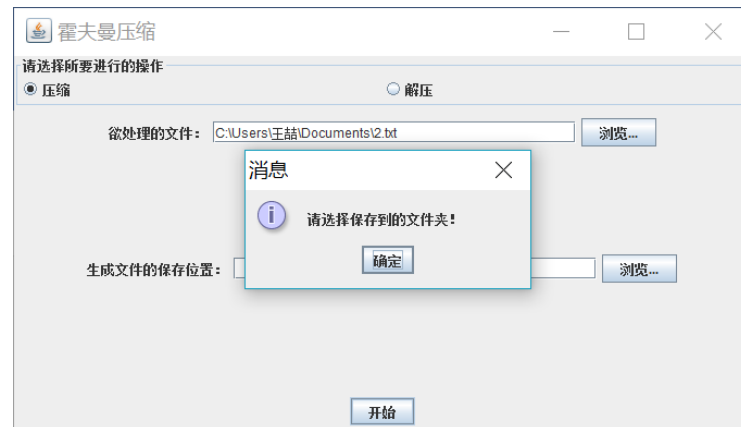 霍夫曼压缩
请选择所要进行的操作
压缩 解压
欲处理的文件: C:\Users\王喆\Documents\2.txt 浏览...
消息
请选择保存到的文件夹!
确定
生成文件的保存位置: 浏览...
开始